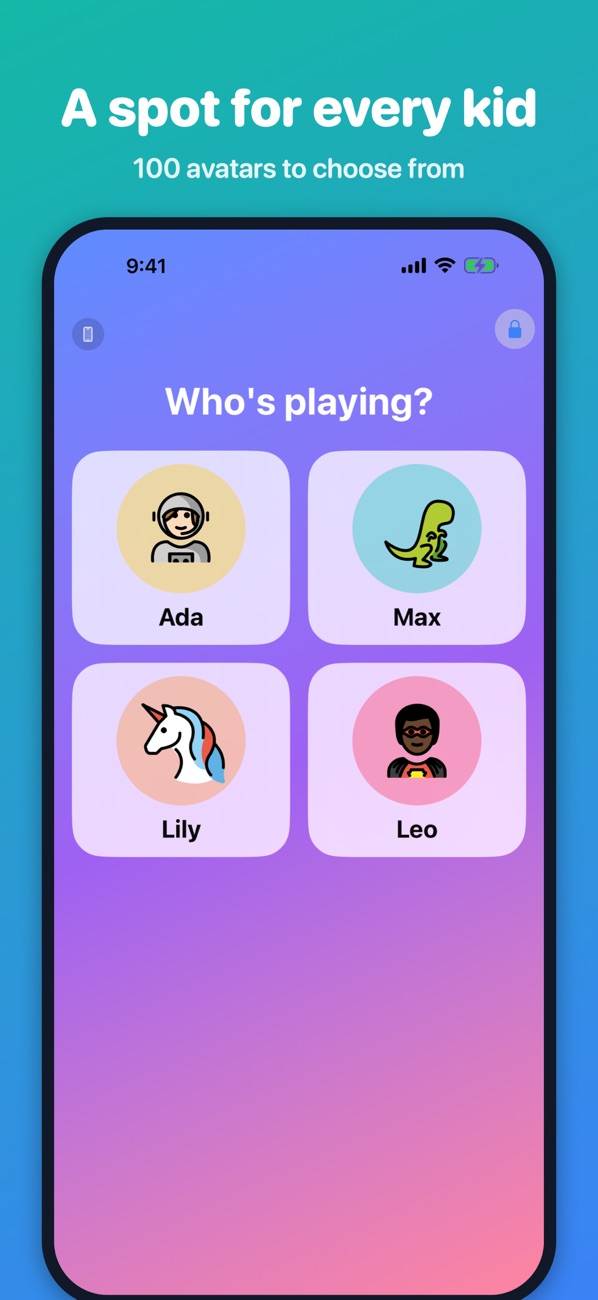 A spot for every kid
100 avatars to choose from
9:41
Who's playing?
Ada
Max
Lily
Leo